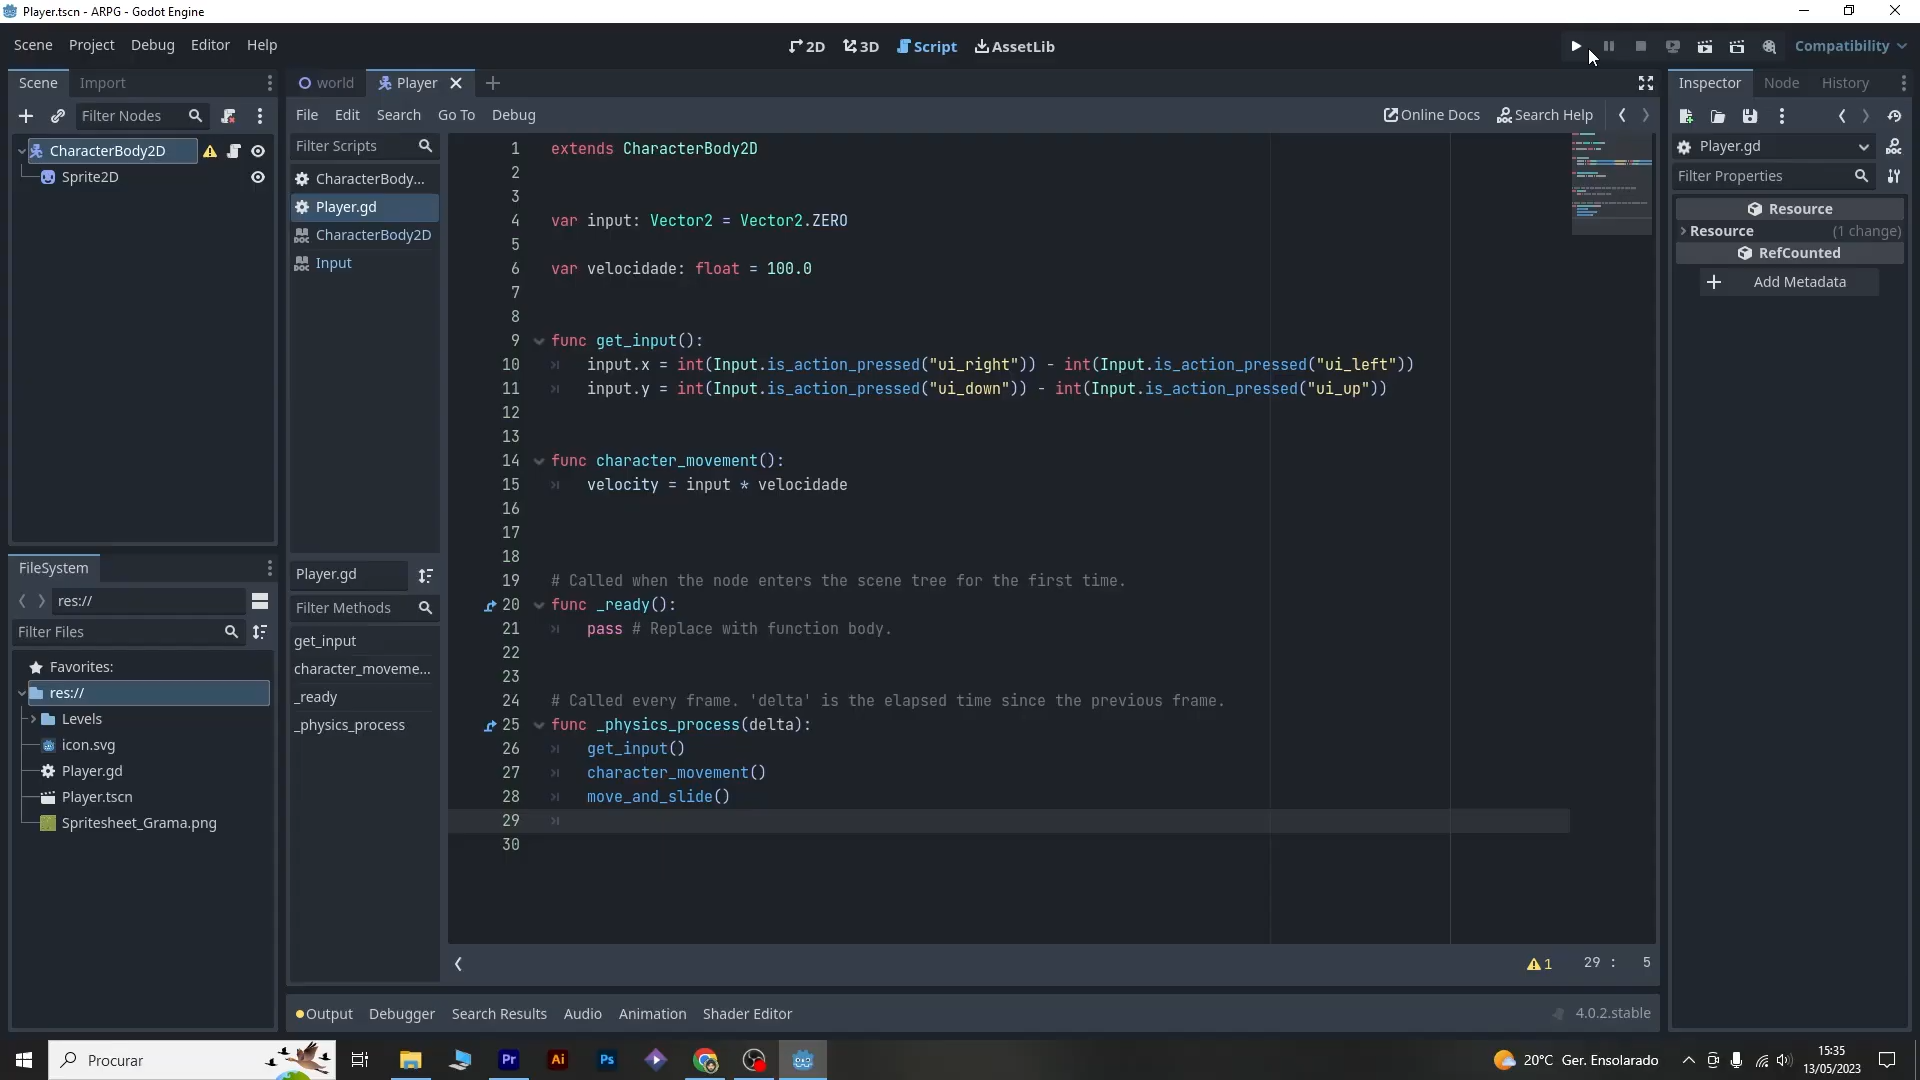 Player.tscn - ARPG - Godot Engine
Scene Project Debug Editor Help
2D 3D Script AssetLib
Compatibility
Scene Import
world Player
Inspector Node History
Filter Nodes
File Edit Search Go To Debug
Online Docs Search Help
CharacterBody2D
Sprite2D
Filter Scripts
CharacterBody...
Player.gd
CharacterBody2D
Input
Player.gd
Filter Methods
get_input
character_moveme...
_ready
_physics_process
1 extends CharacterBody2D
2
3
4 var input: Vector2 = Vector2.ZERO
5
6 var velocidade: float = 100.0
7
8
9 func get_input():
10 input.x = int(Input.is_action_pressed("ui_right")) - int(Input.is_action_pressed("ui_left"))
11 input.y = int(Input.is_action_pressed("ui_down")) - int(Input.is_action_pressed("ui_up"))
12
13
14 func character_movement():
15 velocity = input * velocidade
16
17
18
19 # Called when the node enters the scene tree for the first time.
20 func _ready():
21 pass # Replace with function body.
22
23
24 # Called every frame. 'delta' is the elapsed time since the previous frame.
25 func _physics_process(delta):
26 get_input()
27 character_movement()
28 move_and_slide()
29
30
1 29 : 5
Player.gd
Filter Properties
Resource
Resource (1 change)
RefCounted
Add Metadata
FileSystem
res://
Filter Files
Favorites:
res://
Levels
icon.svg
Player.gd
Player.tscn
Spritesheet_Grama.png
Output Debugger Search Results Audio Animation Shader Editor
4.0.2.stable
Procurar
Pr Ai Ps
20°C Ger. Ensolarado
15:35
13/05/2023